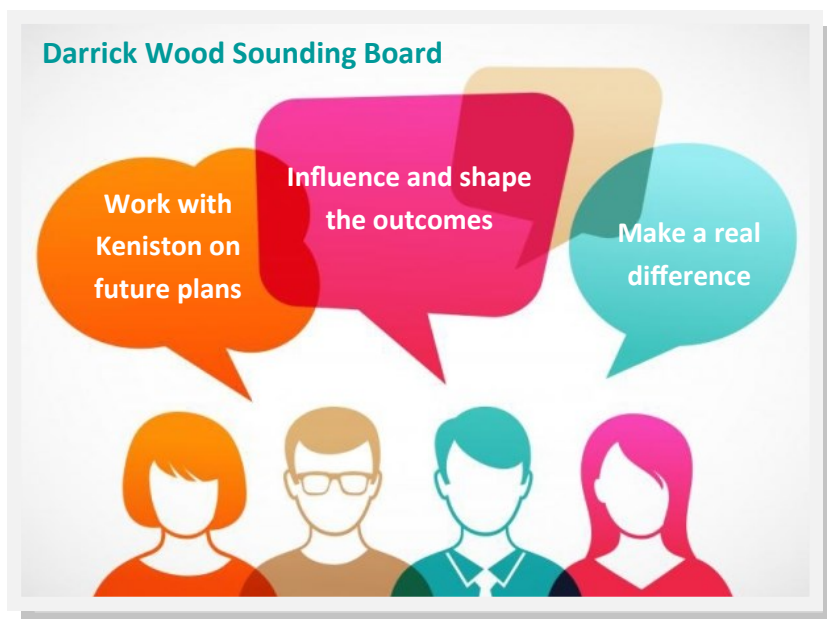 Darrick Wood Sounding Board
Work with
Keniston on
future plans
Influence and shape
the outcomes
Make a real
difference